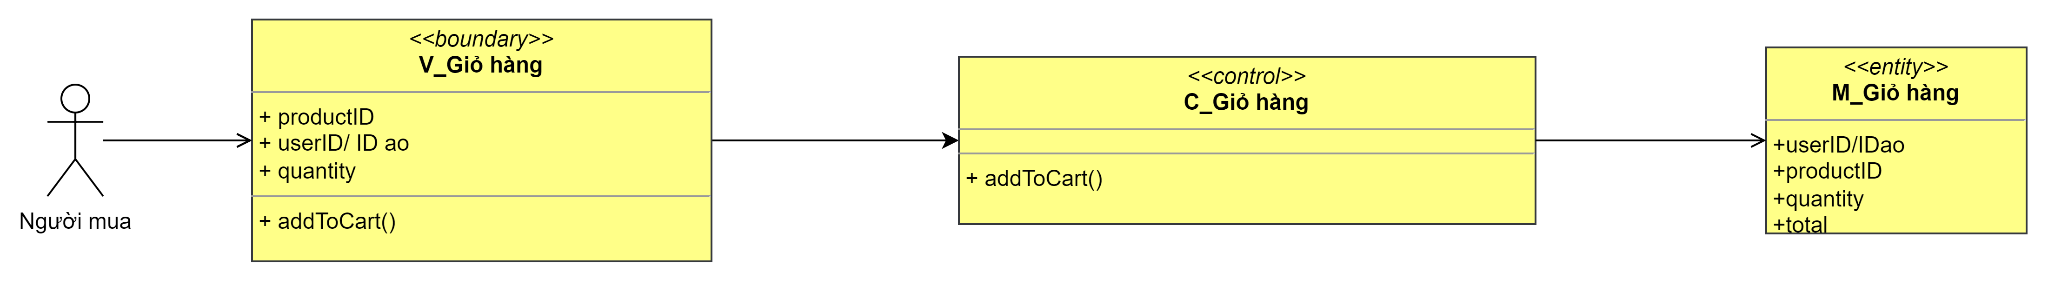 Người mua
<<boundary>>
V_Giỏ hàng
+ productID
+ userID/ ID ao
+ quantity
+ addToCart()
<<control>>
C_Giỏ hàng
+ addToCart()
<<entity>>
M_Giỏ hàng
+userID/IDao
+productID
+quantity
+total